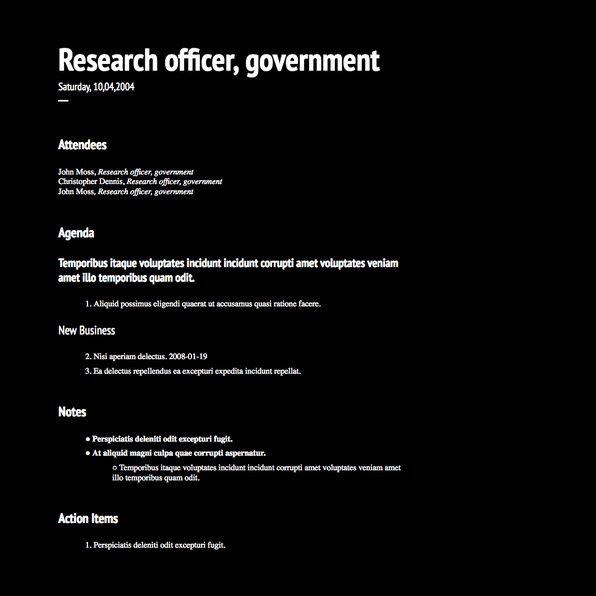 Research officer, government
Saturday, 10,04,2004
Attendees
John Moss, Research officer, government
Christopher Dennis, Research officer, government
John Moss, Research officer, government
Agenda
Temporibus itaque voluptates incidunt incidunt corrupti amet voluptates veniam
amet illo temporibus quam odit.
1. Aliquid possimus eligendi quaerat ut accusamus quasi ratione facere.
New Business
2. Nisi aperiam delectus. 2008-01-19
3. Ea delectus repellendus ea excepturi expedita incidunt repellat.
Notes
● Perspiciatis deleniti odit excepturi fugit.
● At aliquid magni culpa quae corrupti aspernatur.
○ Temporibus itaque voluptates incidunt incidunt corrupti amet voluptates veniam amet
illo temporibus quam odit.
Action Items
1. Perspiciatis deleniti odit excepturi fugit.